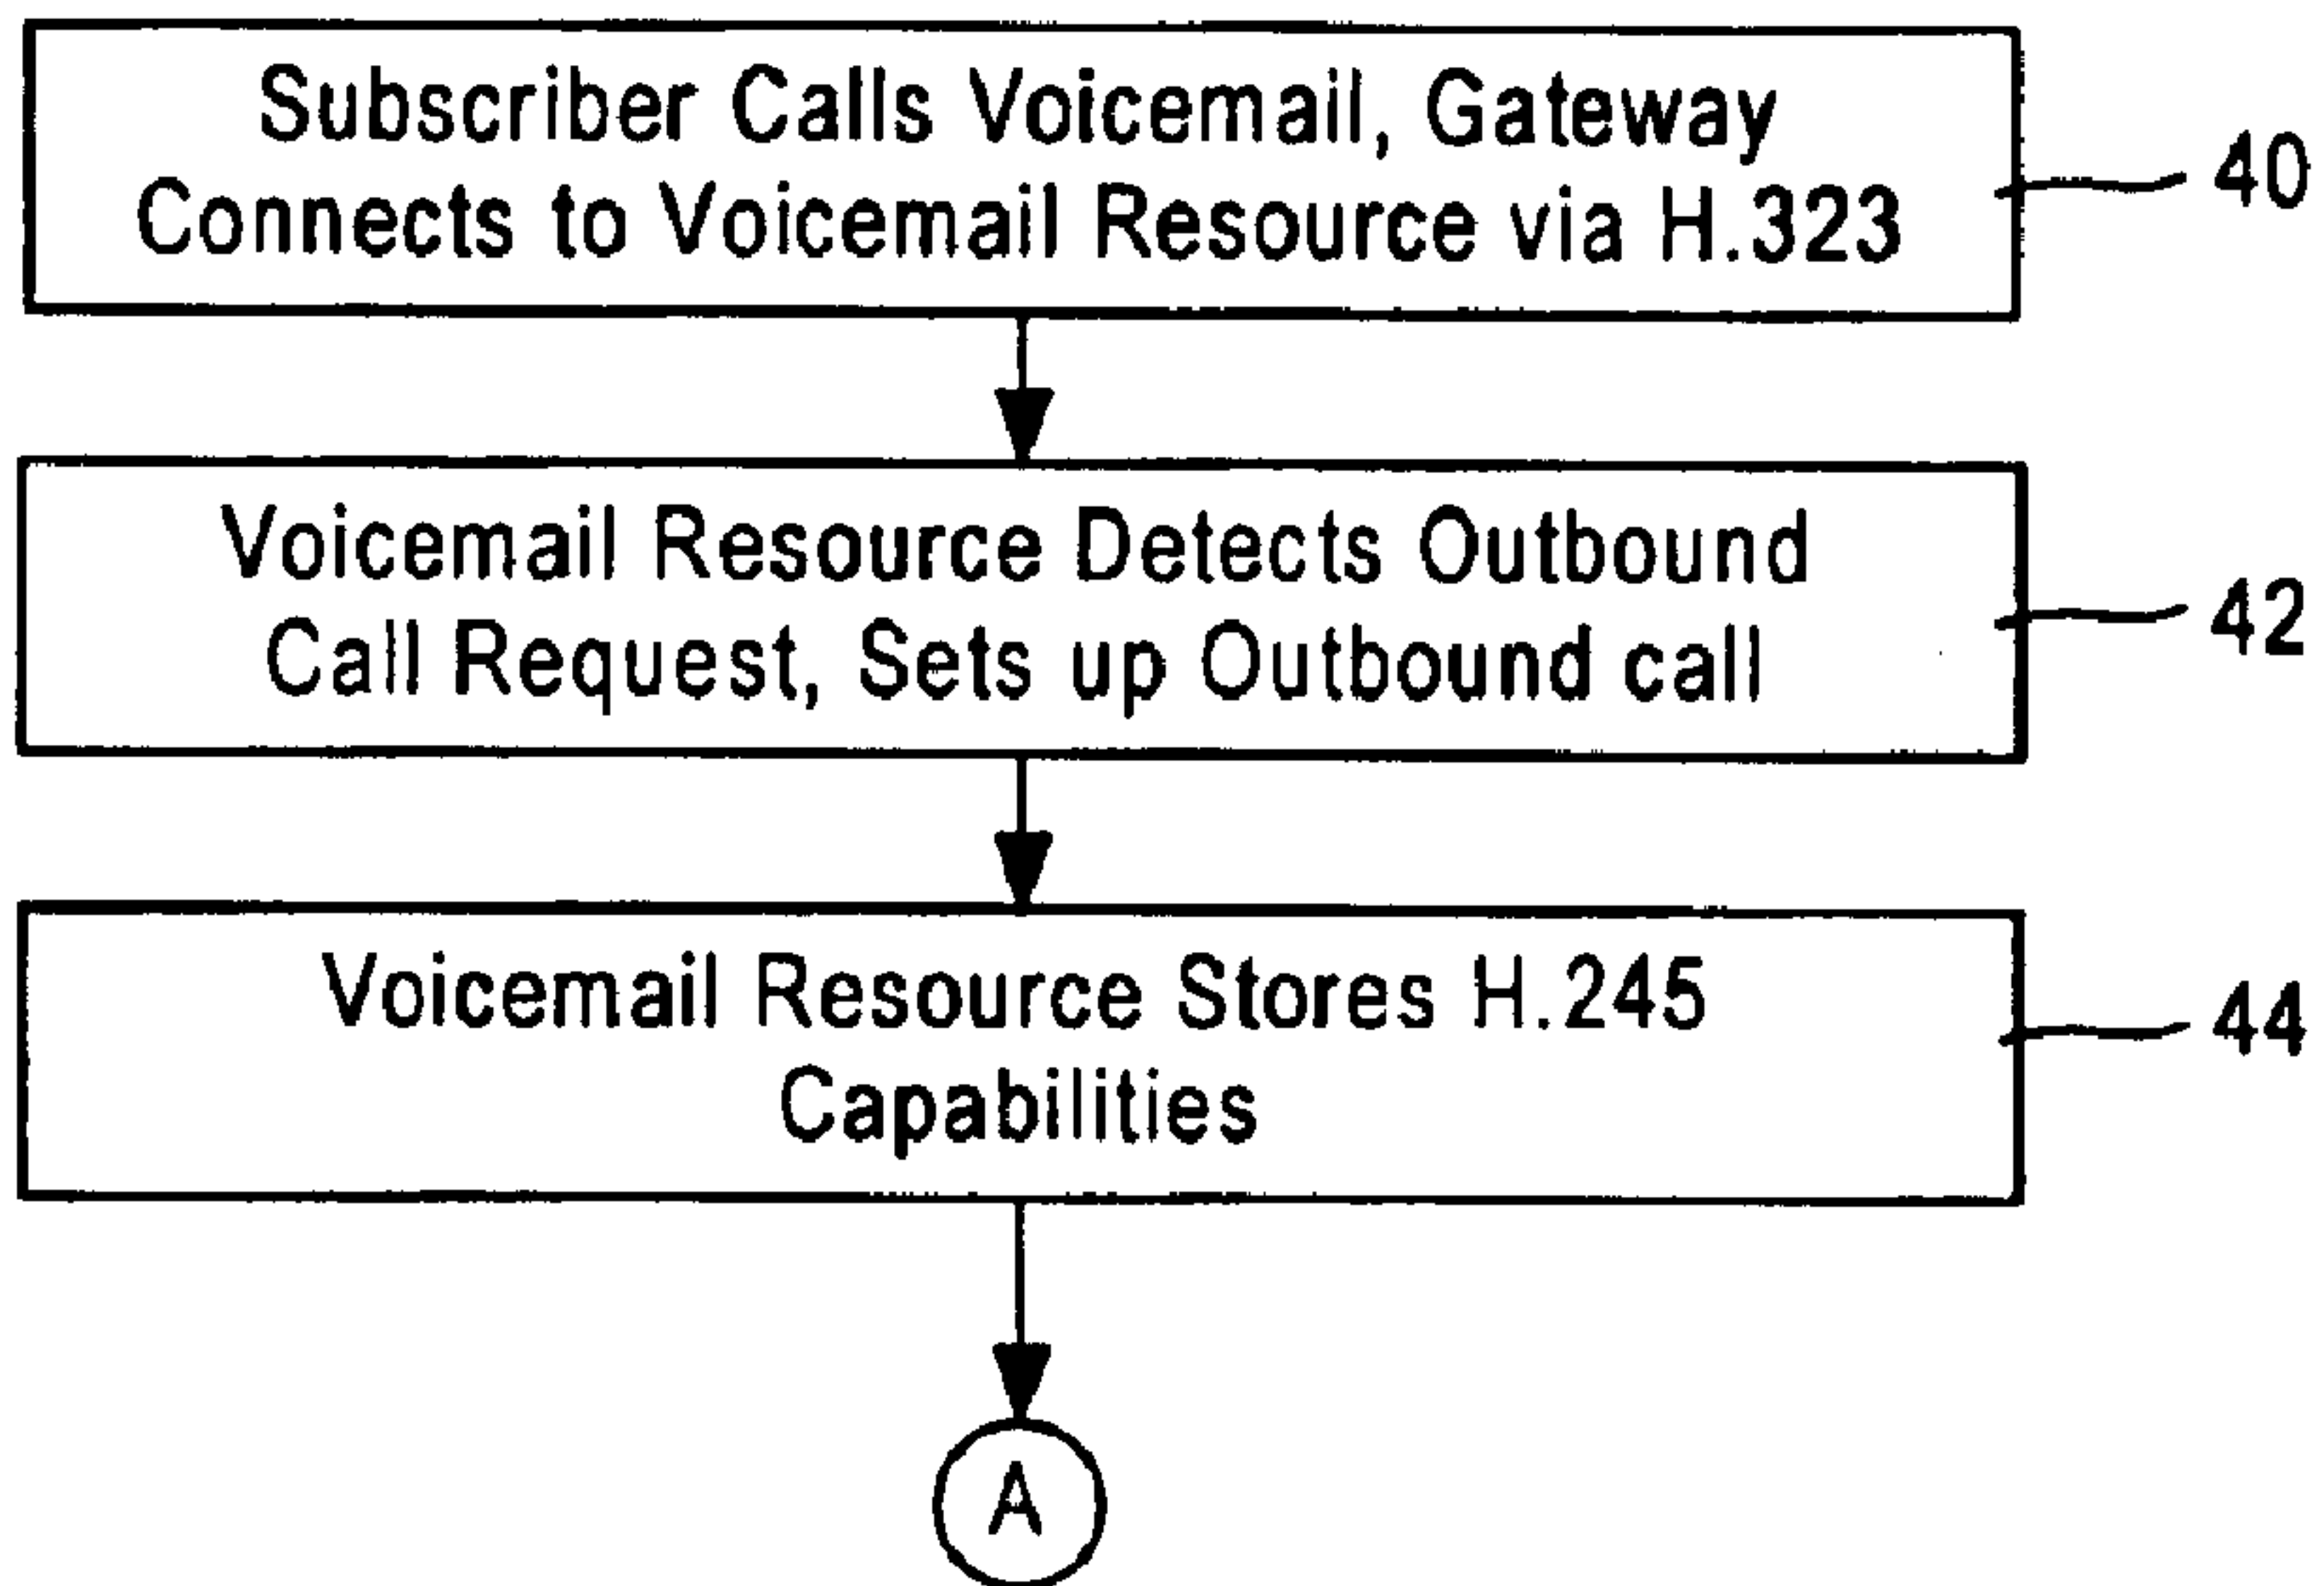 Subscriber Calls Voicemail, Gateway
Connects to Voicemail Resource via H.323
40
Voicemail Resource Detects Outbound
Call Request, Sets up Outbound call
42
Voicemail Resource Stores H.245
Capabilities
44
A